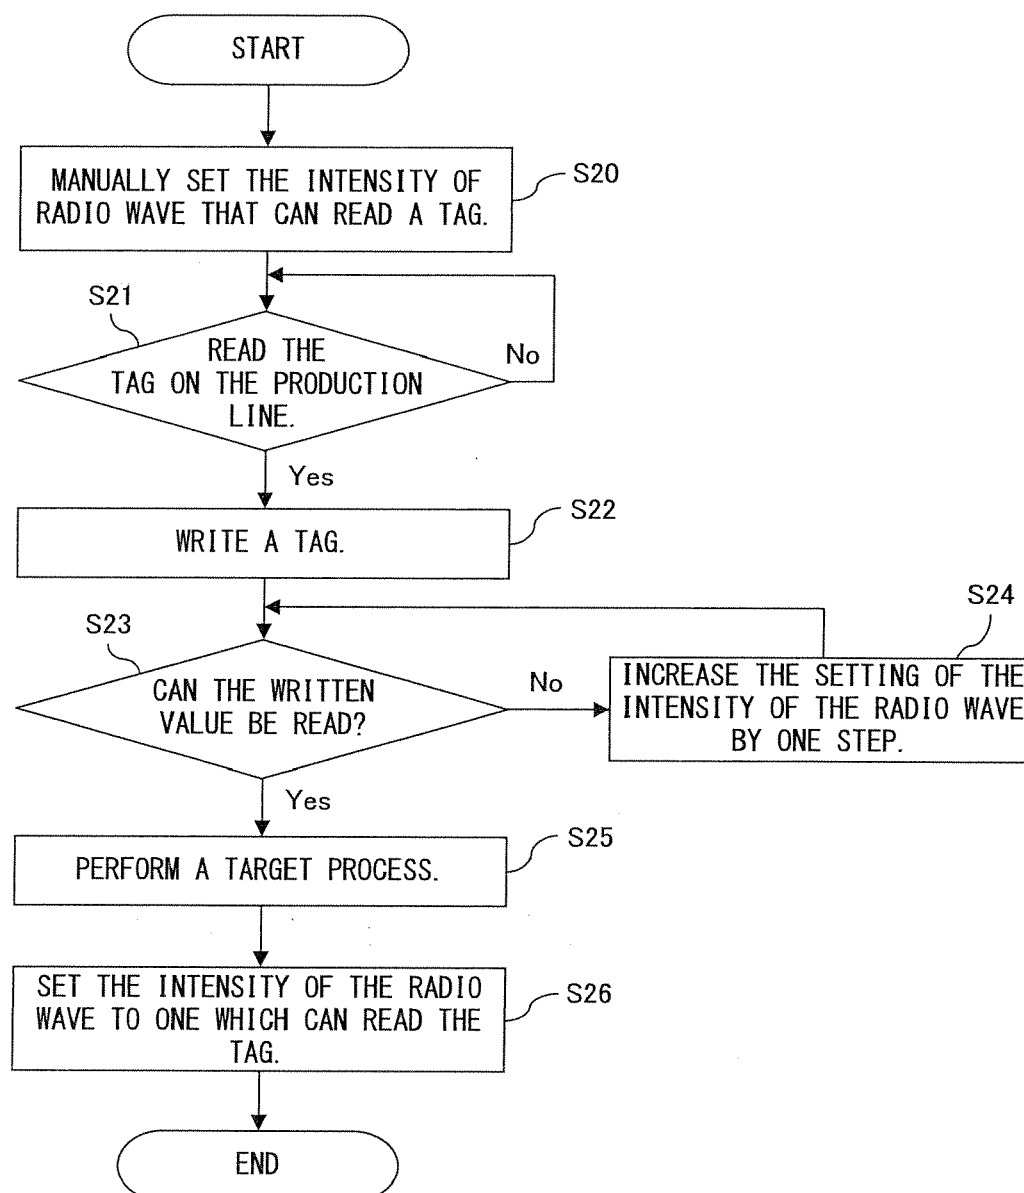 START
MANUALLY SET THE INTENSITY OF
RADIO WAVE THAT CAN READ A TAG.
S20
S21
READ THE
TAG ON THE PRODUCTION
LINE.
No
Yes
WRITE A TAG.
S22
S23
CAN THE WRITTEN
VALUE BE READ?
No
S24
INCREASE THE SETTING OF THE
INTENSITY OF THE RADIO WAVE
BY ONE STEP.
Yes
PERFORM A TARGET PROCESS.
S25
SET THE INTENSITY OF THE RADIO
WAVE TO ONE WHICH CAN READ THE
TAG.
S26
END